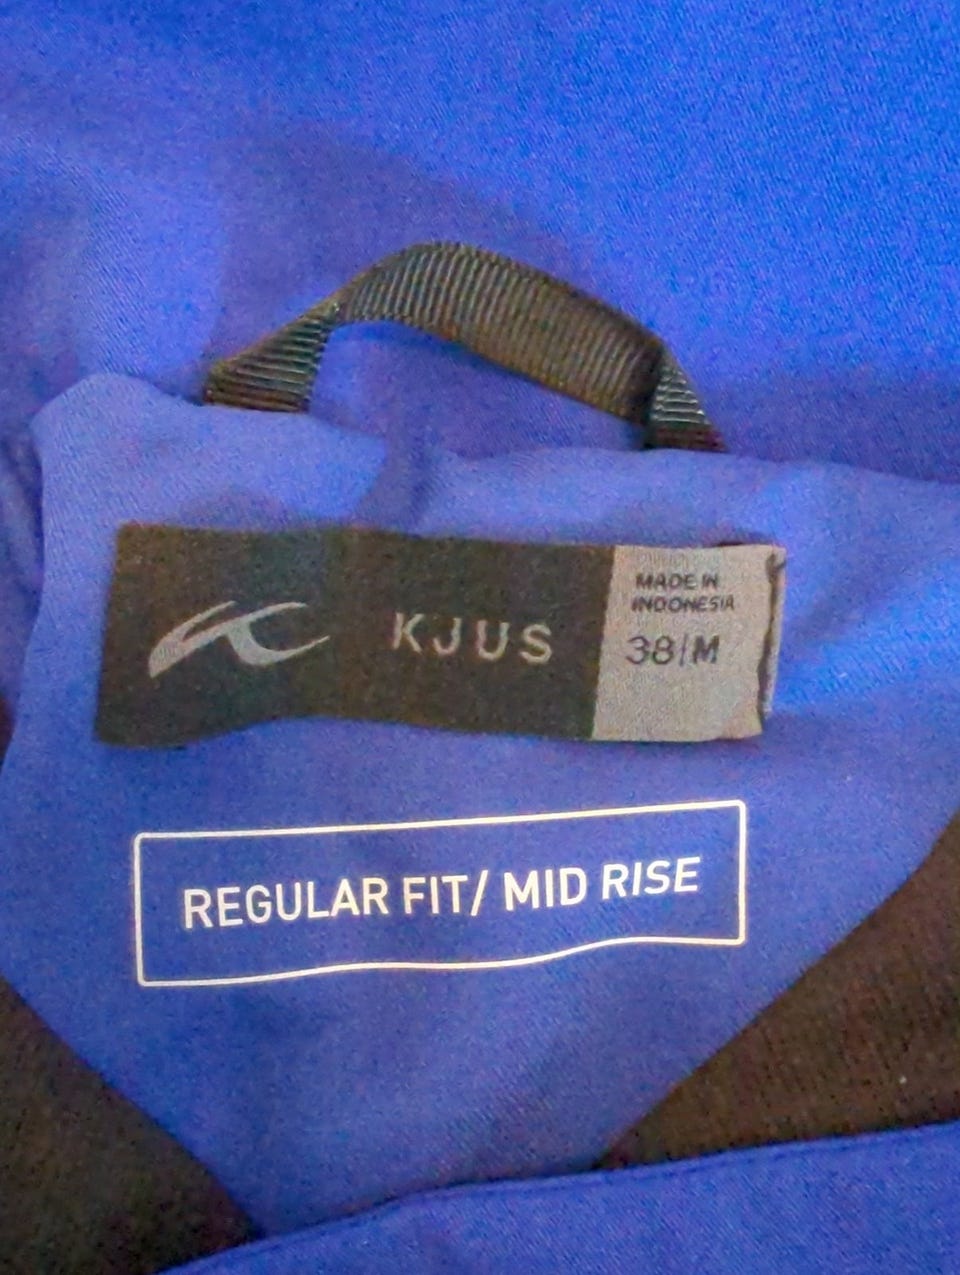 KJUS
MADE IN
INDONESIA
38/M
REGULAR FIT/ MID RISE